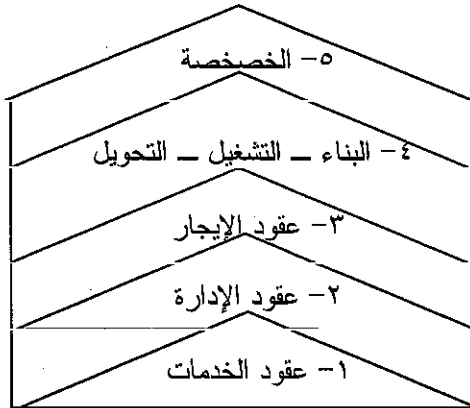 ٥- الخصخصة
٤- البناء – التشغيل – التحويل
٣- عقود الإيجار
٢- عقود الإدارة
١- عقود الخدمات